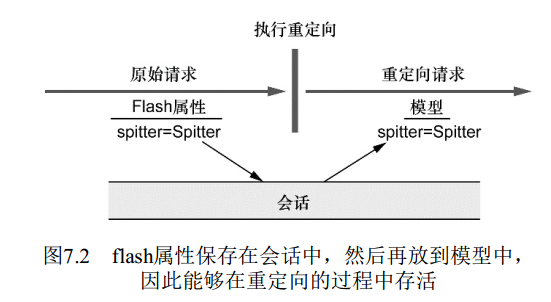 执行重定向
原始请求
重定向请求
Flash属性
模型
spitter=Spitter
spitter=Spitter
会话
图7.2 flash属性保存在会话中，然后再放到模型中，
因此能够在重定向的过程中存活